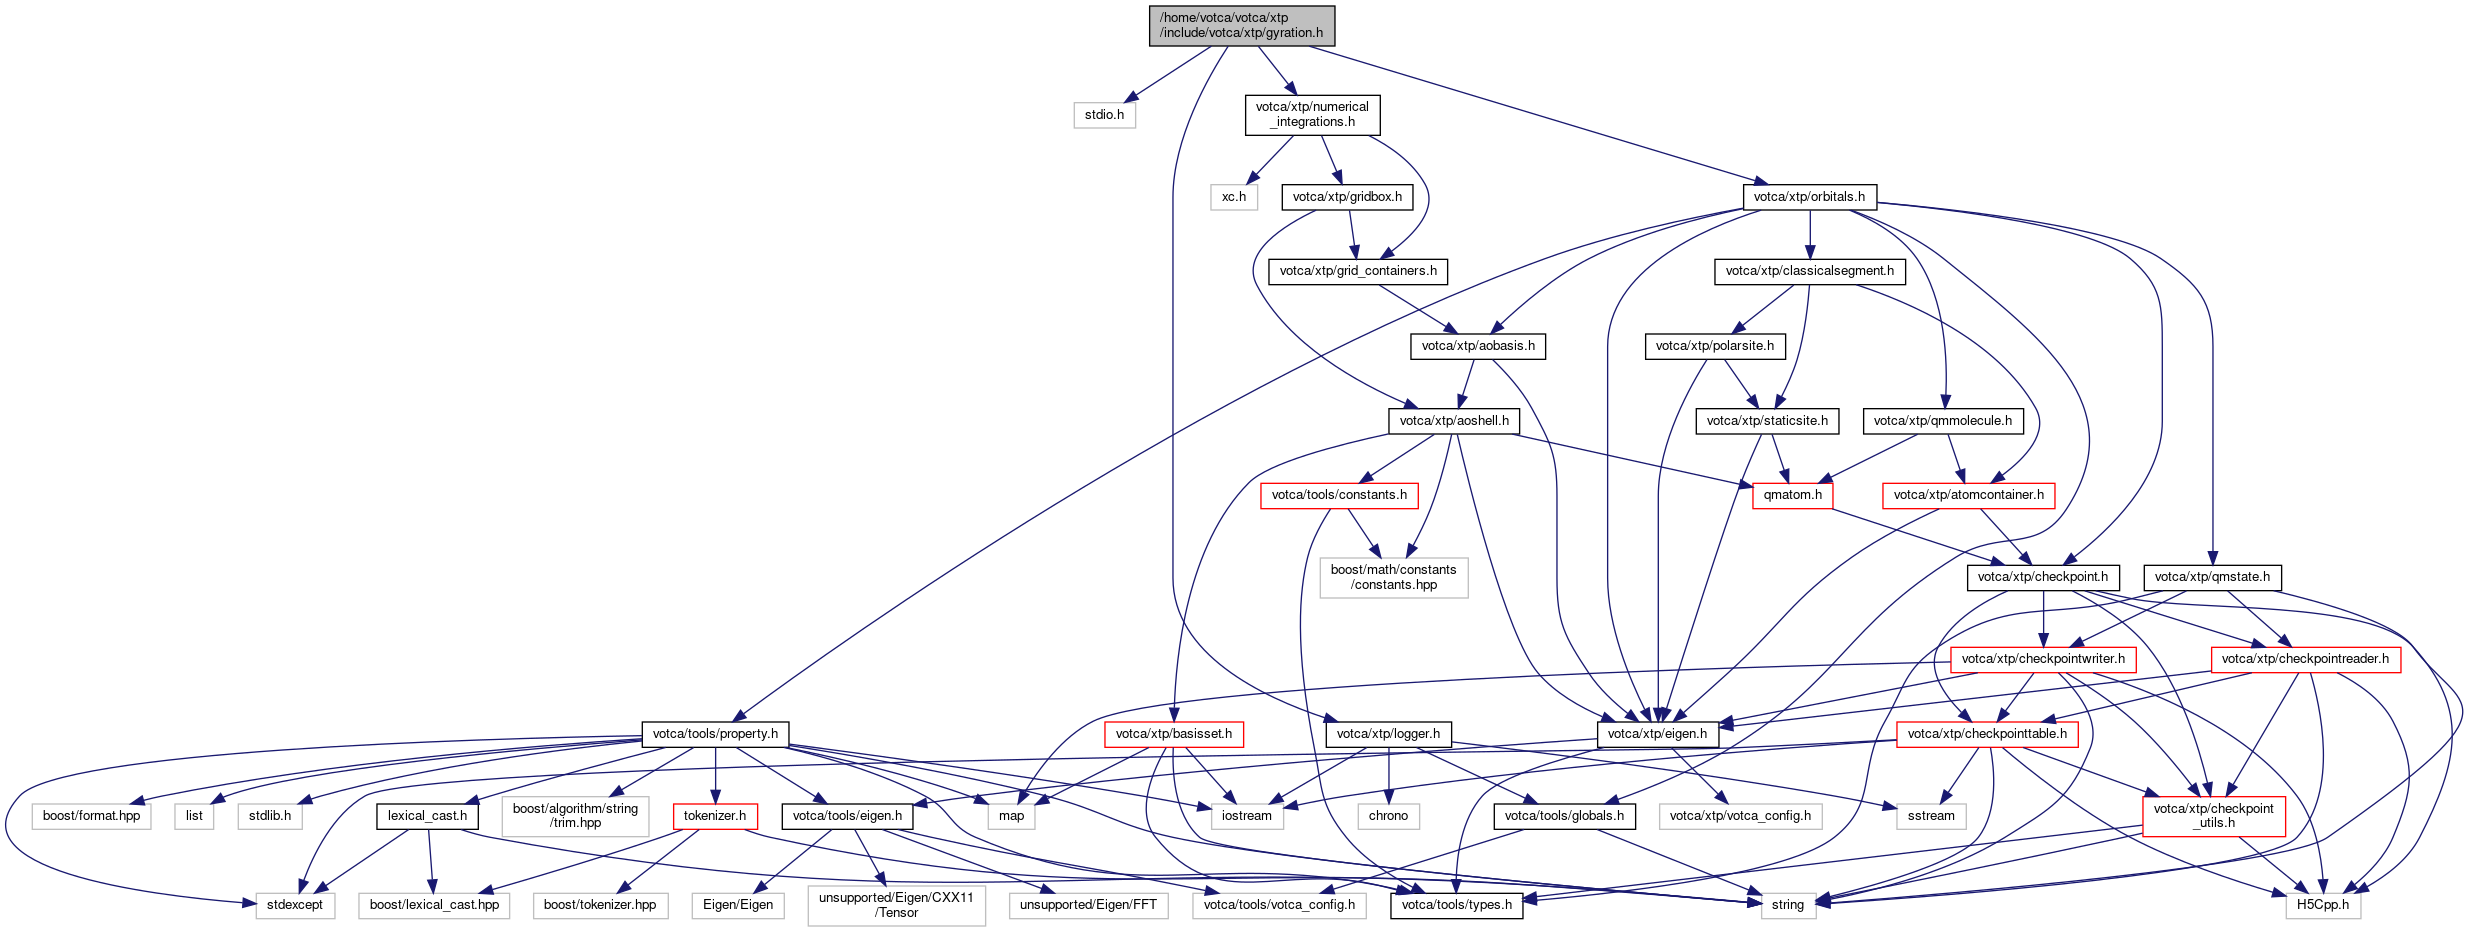 /home/votca/votca/xtp
/include/votca/xtp/gyration.h
stdio.h
votca/xtp/numerical
_integrations.h
xc.h
votca/xtp/gridbox.h
votca/xtp/orbitals.h
votca/xtp/grid_containers.h
votca/xtp/classicalsegment.h
votca/xtp/aobasis.h
votca/xtp/polarsite.h
votca/xtp/aoshell.h
votca/xtp/staticsite.h
votca/xtp/qmmolecule.h
votca/tools/constants.h
qmatom.h
votca/xtp/atomcontainer.h
boost/math/constants
/constants.hpp
votca/xtp/checkpoint.h
votca/xtp/qmstate.h
votca/xtp/checkpointwriter.h
votca/xtp/checkpointreader.h
votca/tools/property.h
votca/xtp/basisset.h
votca/xtp/logger.h
votca/xtp/eigen.h
votca/xtp/checkpointtable.h
boost/format.hpp
list
stdlib.h
lexical_cast.h
boost/algorithm/string
/trim.hpp
tokenizer.h
votca/tools/eigen.h
map
iostream
chrono
votca/tools/globals.h
votca/xtp/votca_config.h
sstream
votca/xtp/checkpoint
_utils.h
stdexcept
boost/lexical_cast.hpp
boost/tokenizer.hpp
Eigen/Eigen
unsupported/Eigen/CXX11
/Tensor
unsupported/Eigen/FFT
votca/tools/votca_config.h
votca/tools/types.h
string
H5Cpp.h